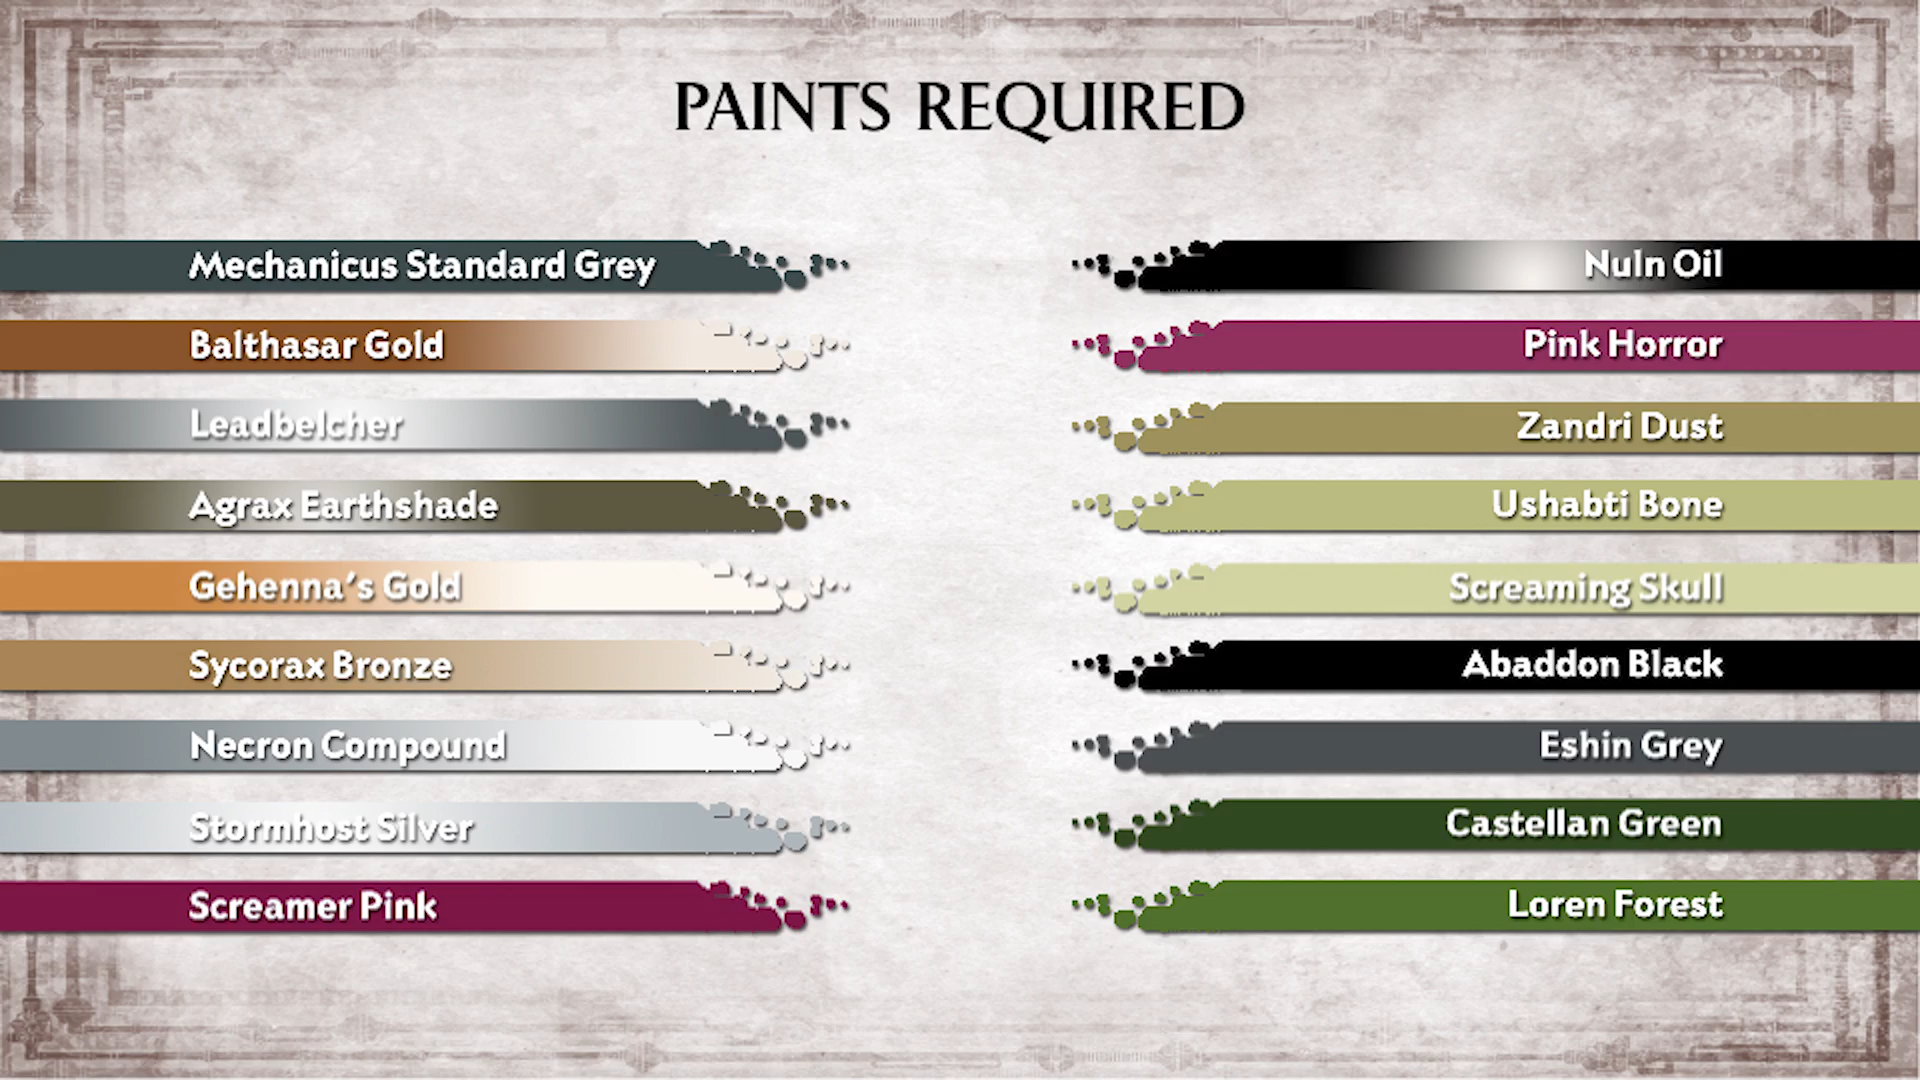 PAINTS REQUIRED
Mechanicus Standard Grey
Balthasar Gold
Leadbelcher
Agrax Earthshade
Gehenna's Gold
Sycorax Bronze
Necron Compound
Stormhost Silver
Screamer Pink
Nuln Oil
Pink Horror
Zandri Dust
Ushabti Bone
Screaming Skull
Abaddon Black
Eshin Grey
Castellan Green
Loren Forest